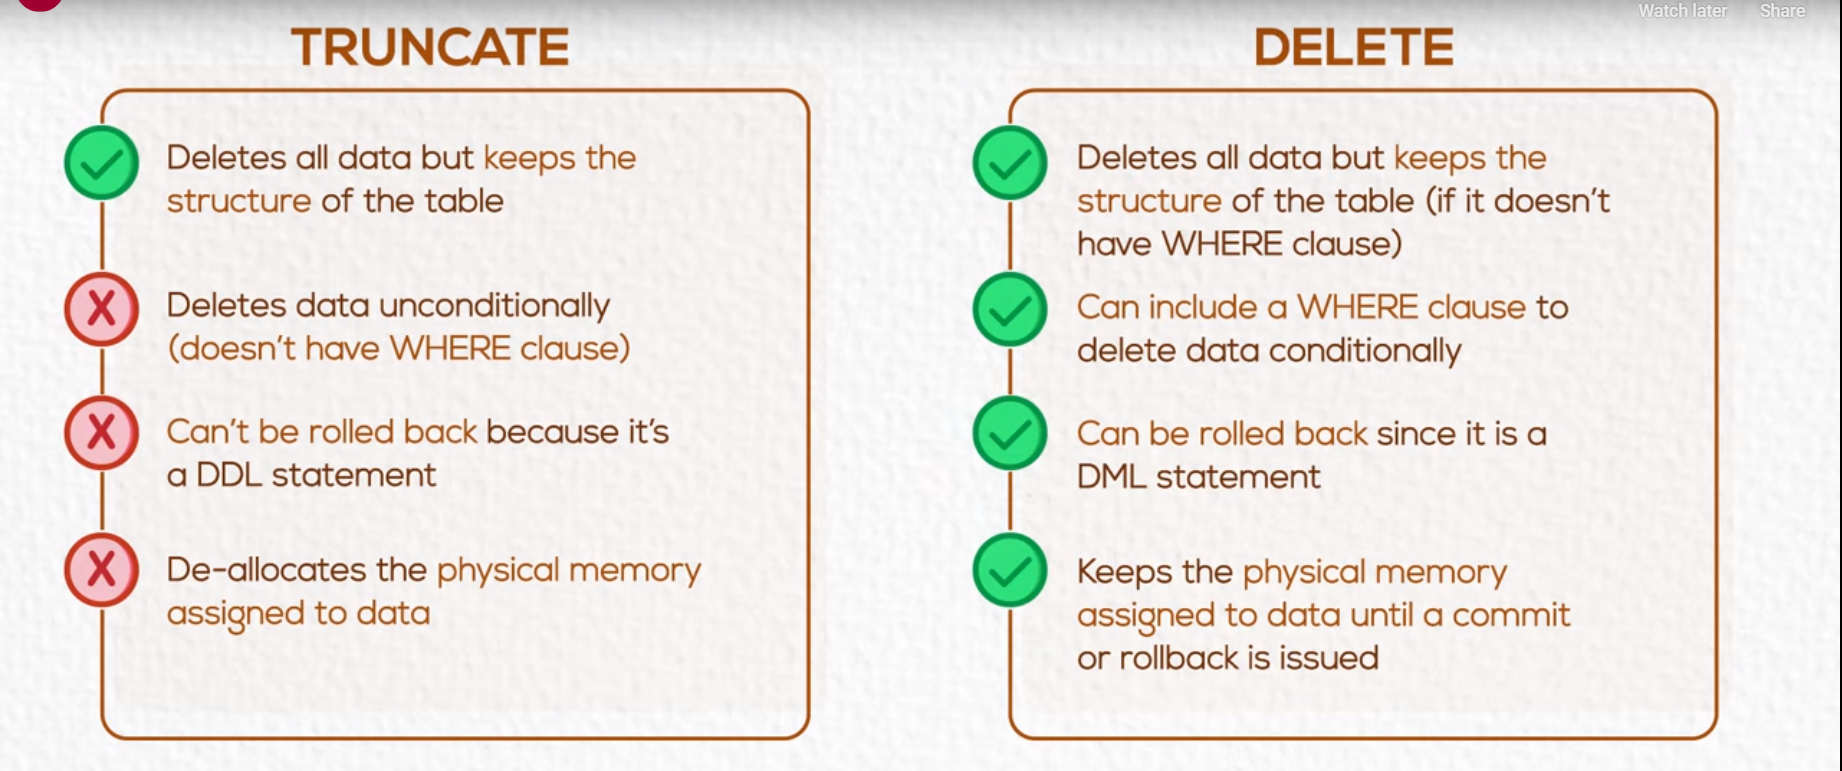 Watch later Share
TRUNCATE
Deletes all data but keeps the
structure of the table
X Deletes data unconditionally
(doesn't have WHERE clause)
X Can't be rolled back because it's
a DDL statement
X De-allocates the physical memory
assigned to data
DELETE
Deletes all data but keeps the
structure of the table (if it doesn't
have WHERE clause)
Can include a WHERE clause to
delete data conditionally
Can be rolled back since it is a
DML statement
Keeps the physical memory
assigned to data until a commit
or rollback is issued